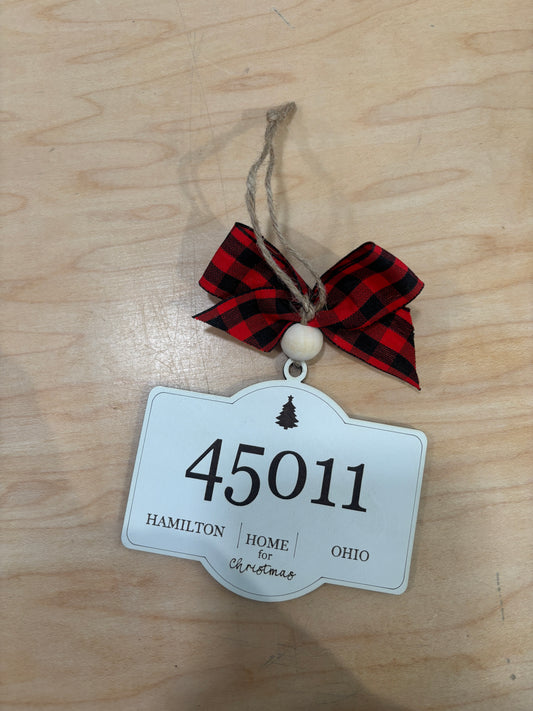 45011
HAMILTON HOME OHIO
for
Christmas